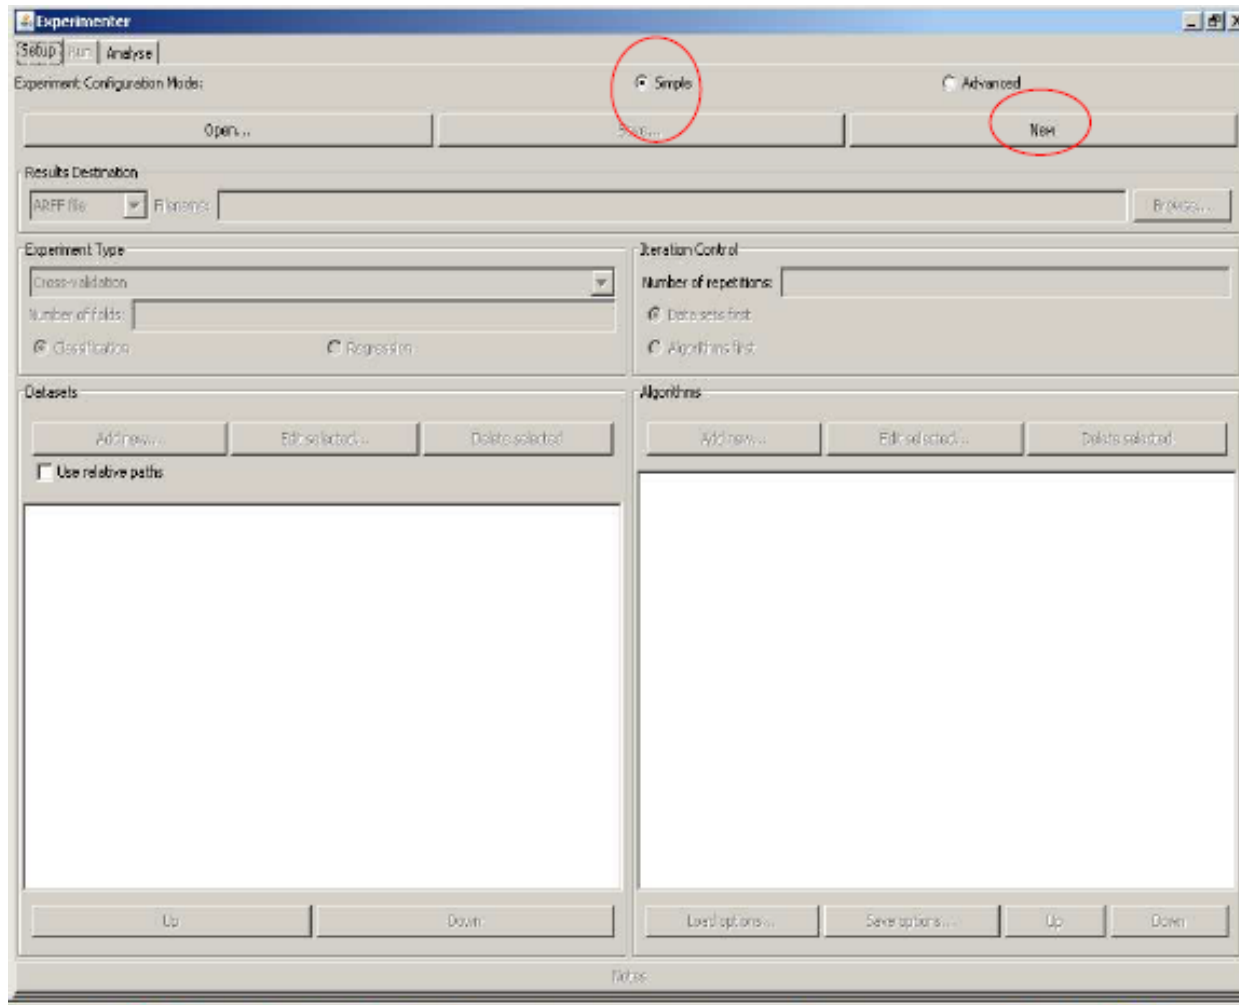 Experimenter
Setup Run Analyse
Experiment Configuration Mode: Simple Advanced
Open... Save... New
Results Destination
ARFF file Filename: Browse...
Experiment Type Iteration Control
Cross-validation Number of repetitions:
Number of folds: Data sets first
Classification Regression Algorithms first
Datasets Algorithms
Add new... Edit selected... Delete selected Add new... Edit selected... Delete selected
Use relative paths
Up Down Load options... Save options... Up Down
Notes